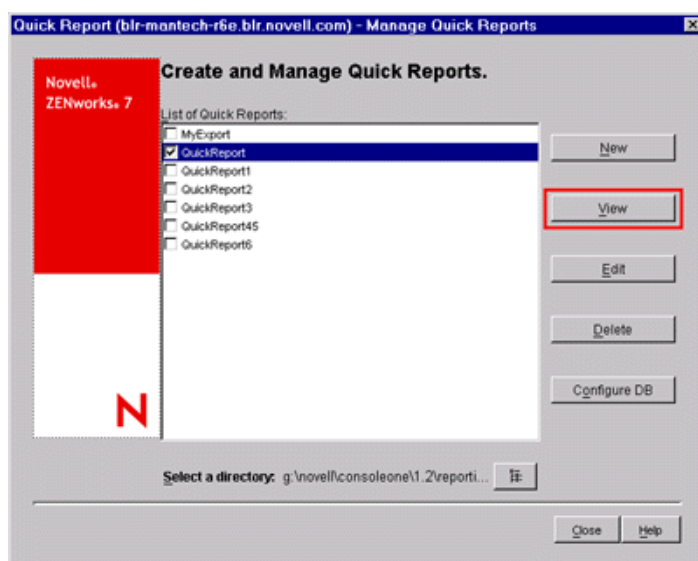 Quick Report (blr-mantech-r6e.blr.novell.com) - Manage Quick Reports
Novell®
ZENworks® 7
Create and Manage Quick Reports.
List of Quick Reports:
MyExport
QuickReport
QuickReport1
QuickReport2
QuickReport3
QuickReport45
QuickReport6
New
View
Edit
Delete
Configure DB
N
Select a directory: g:\novell\consoleone\1.2\reporti...
Close
Help